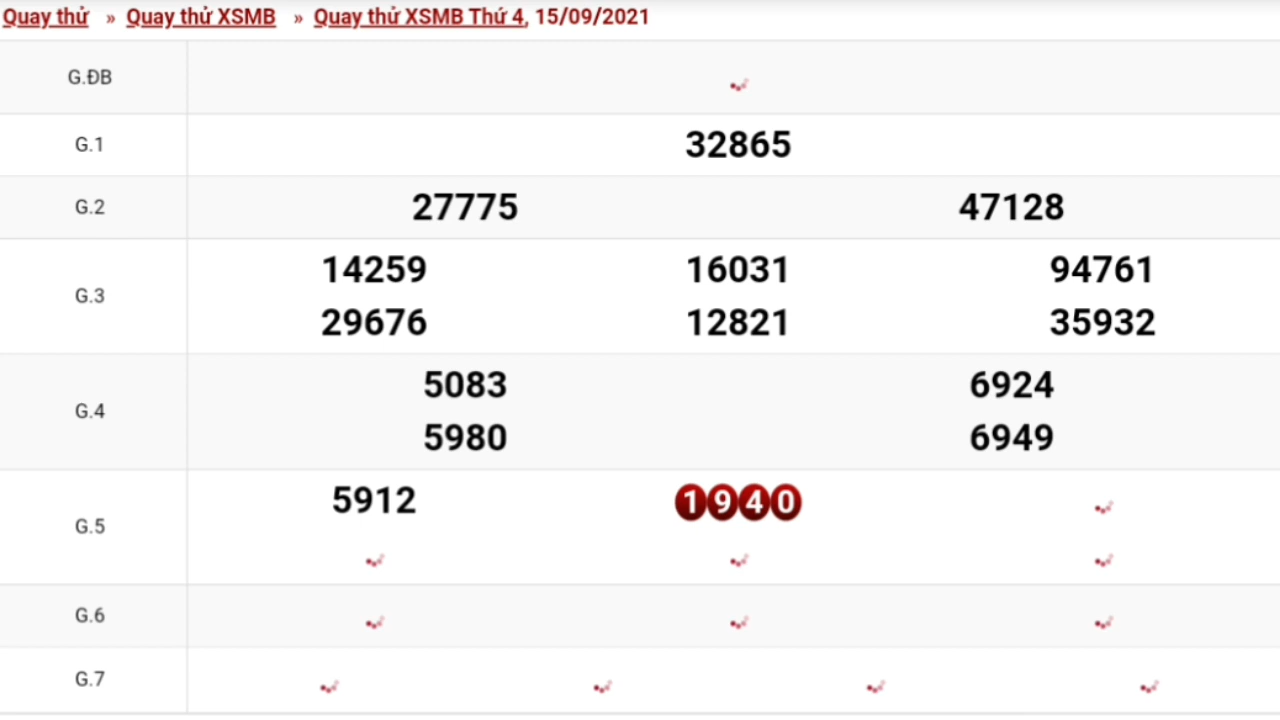 Quay thử » Quay thử XSMB » Quay thử XSMB Thứ 4, 15/09/2021
G.ĐB
G.1 32865
G.2 27775 47128
G.3
14259 16031 94761
29676 12821 35932
G.4
5083 6924
5980 6949
G.5
5912 1940
G.6
G.7